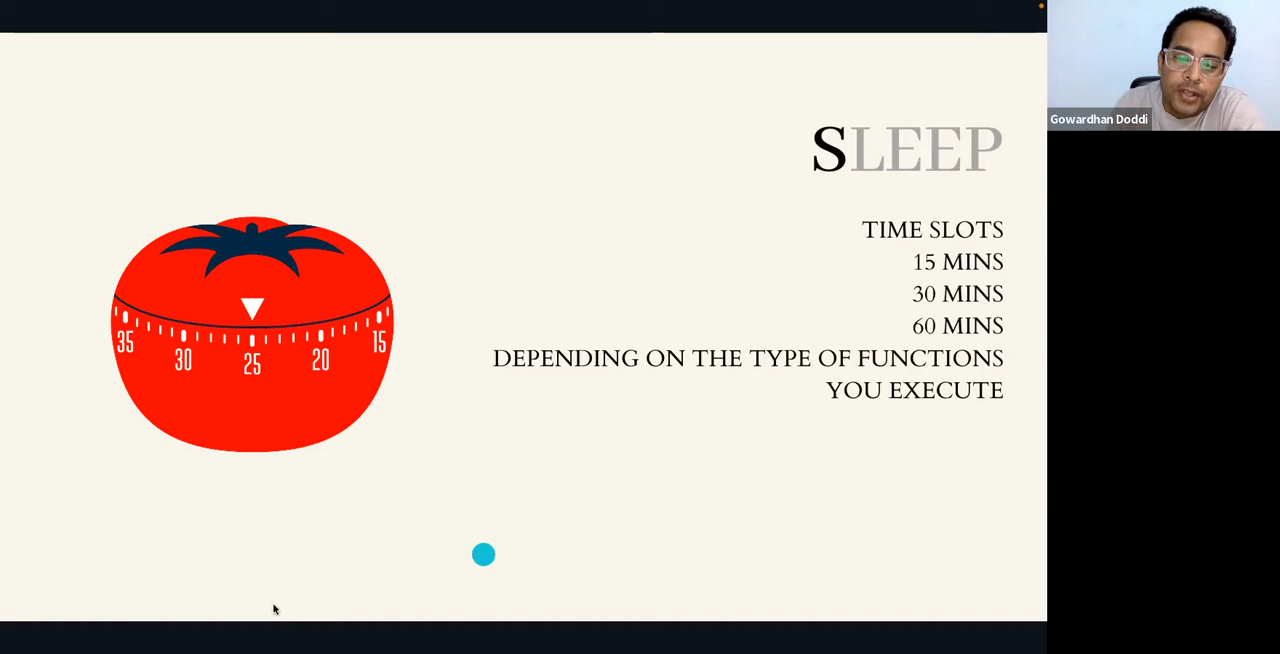 SLEEP
TIME SLOTS
15 MINS
30 MINS
60 MINS
DEPENDING ON THE TYPE OF FUNCTIONS
YOU EXECUTE
35 30 25 20 15
Gowardhan Doddi